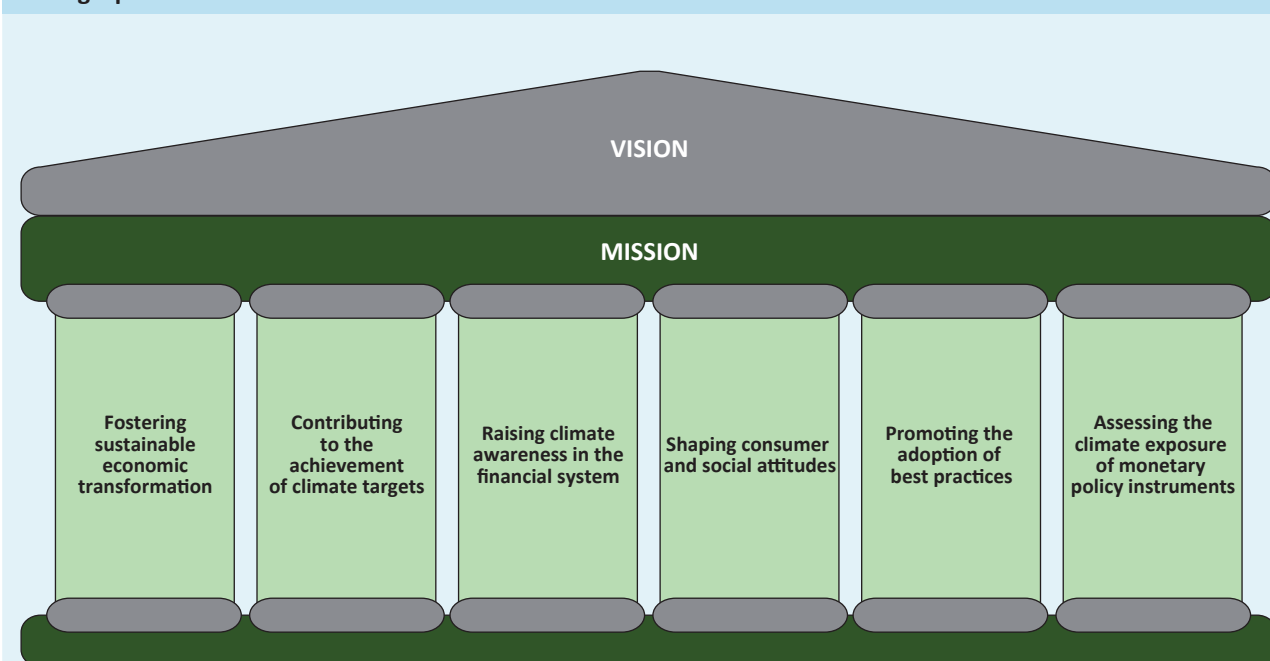 VISION
MISSION
Fostering
sustainable
economic
transformation
Contributing
to the
achievement
of climate targets
Raising climate
awareness in the
financial system
Shaping consumer
and social attitudes
Promoting the
adoption of
best practices
Assessing the
climate exposure
of monetary
policy instruments